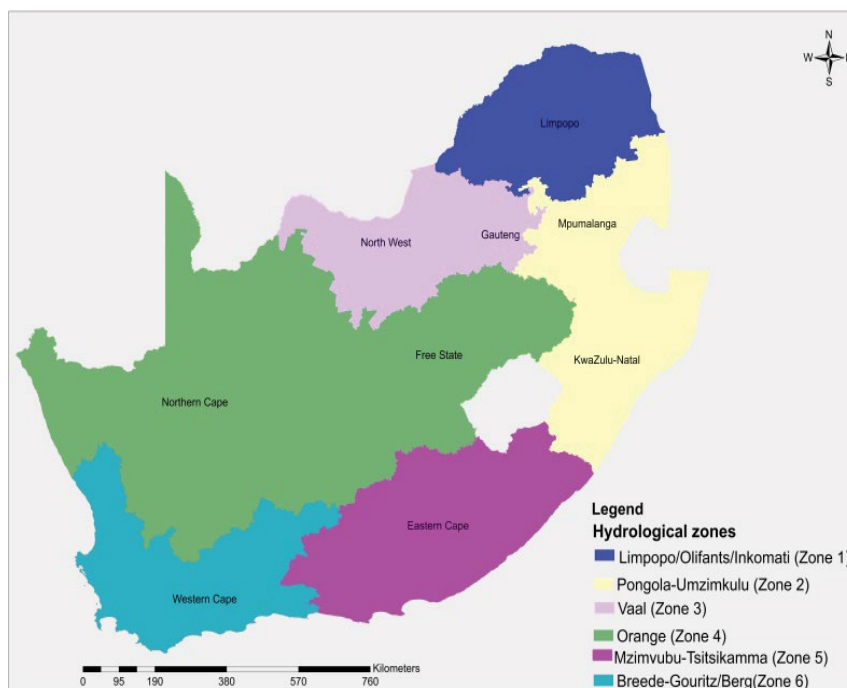 N
W E
S
Limpopo
North West
Gauteng
Mpumalanga
Free State
KwaZulu-Natal
Northern Cape
Eastern Cape
Western Cape
Legend
Hydrological zones
Limpopo/Olifants/Inkomati (Zone 1)
Pongola-Umzimkulu (Zone 2)
Vaal (Zone 3)
Orange (Zone 4)
Mzimvubu-Tsitsikamma (Zone 5)
Breede-Gouritz/Berg(Zone 6)
Kilometers
0 95 190 380 570 760